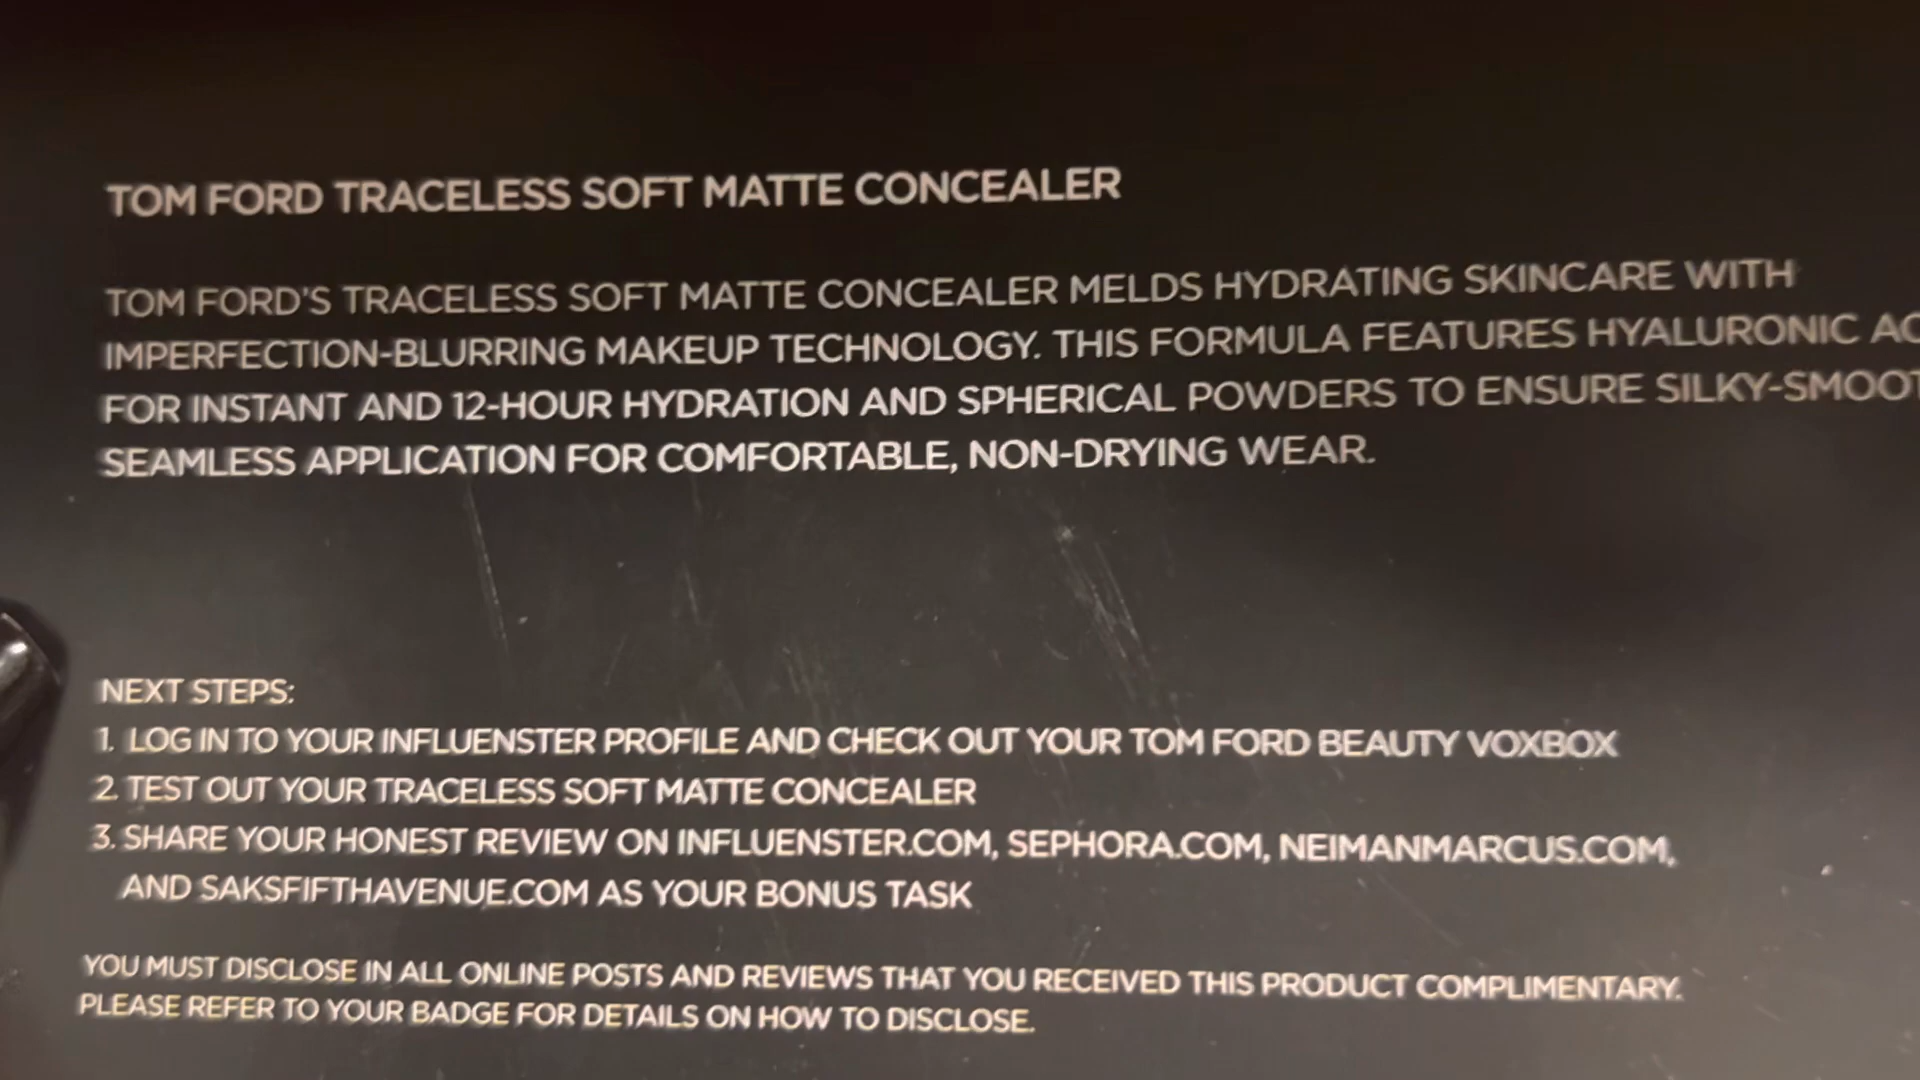 TOM FORD TRACELESS SOFT MATTE CONCEALER
TOM FORD'S TRACELESS SOFT MATTE CONCEALER MELDS HYDRATING SKINCARE WITH
IMPERFECTION-BLURRING MAKEUP TECHNOLOGY. THIS FORMULA FEATURES HYALURONIC
FOR INSTANT AND 12-HOUR HYDRATION AND SPHERICAL POWDERS TO ENSURE
SEAMLESS APPLICATION FOR COMFORTABLE, NON-DRYING WEAR.
NEXT STEPS:
1. LOG IN TO YOUR INFLUENSTER PROFILE AND CHECK OUT YOUR TOM FORD BEAUTY VOXBOX
2. TEST OUT YOUR TRACELESS SOFT MATTE CONCEALER
3. SHARE YOUR HONEST REVIEW ON INFLUENSTER.COM, SEPHORA.COM, NEIMANMARCUS.COM,
AND SAKSFIFTHAVENUE.COM AS YOUR BONUS TASK
YOU MUST DISCLOSE IN ALL ONLINE POSTS AND REVIEWS THAT YOU RECEIVED THIS PRODUCT COMPLIMENTARY.
PLEASE REFER TO YOUR BADGE FOR DETAILS ON HOW TO DISCLOSE.